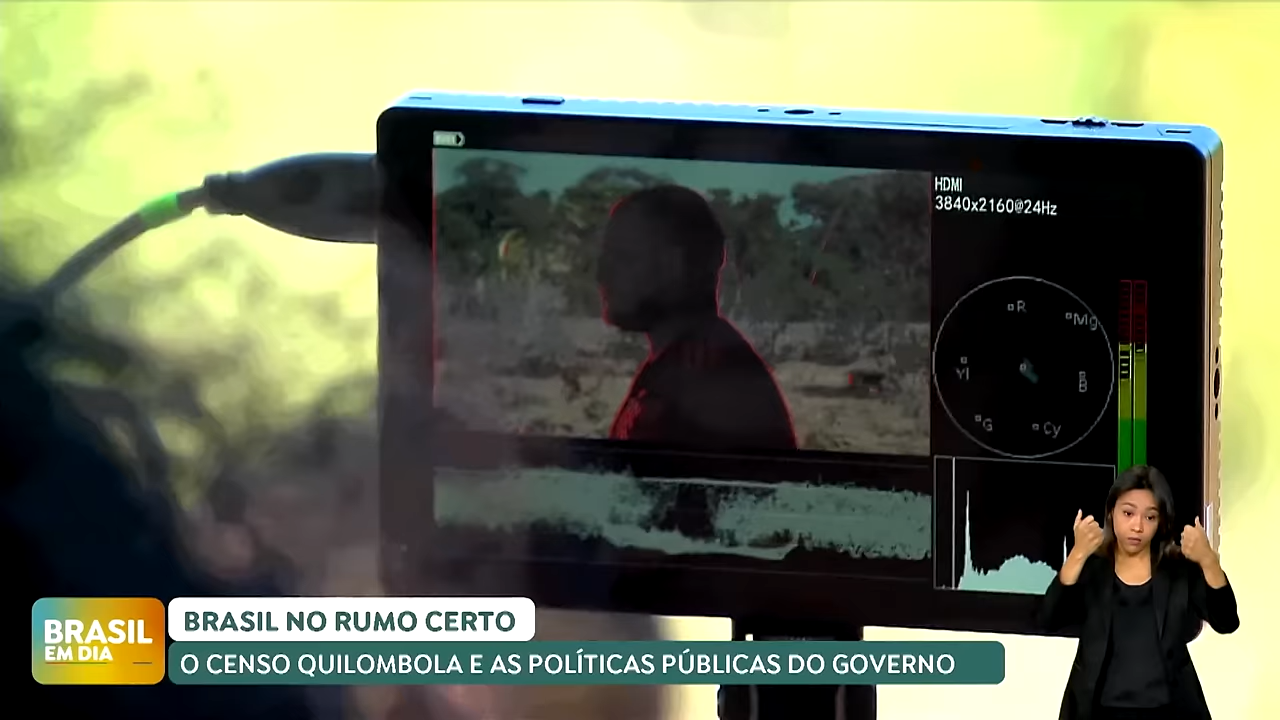 HDMI
3840x2160@24Hz
R
Mg
Yl
B
G
Cy
BRASIL
EM DIA
BRASIL NO RUMO CERTO
O CENSO QUILOMBOLA E AS POLÍTICAS PÚBLICAS DO GOVERNO